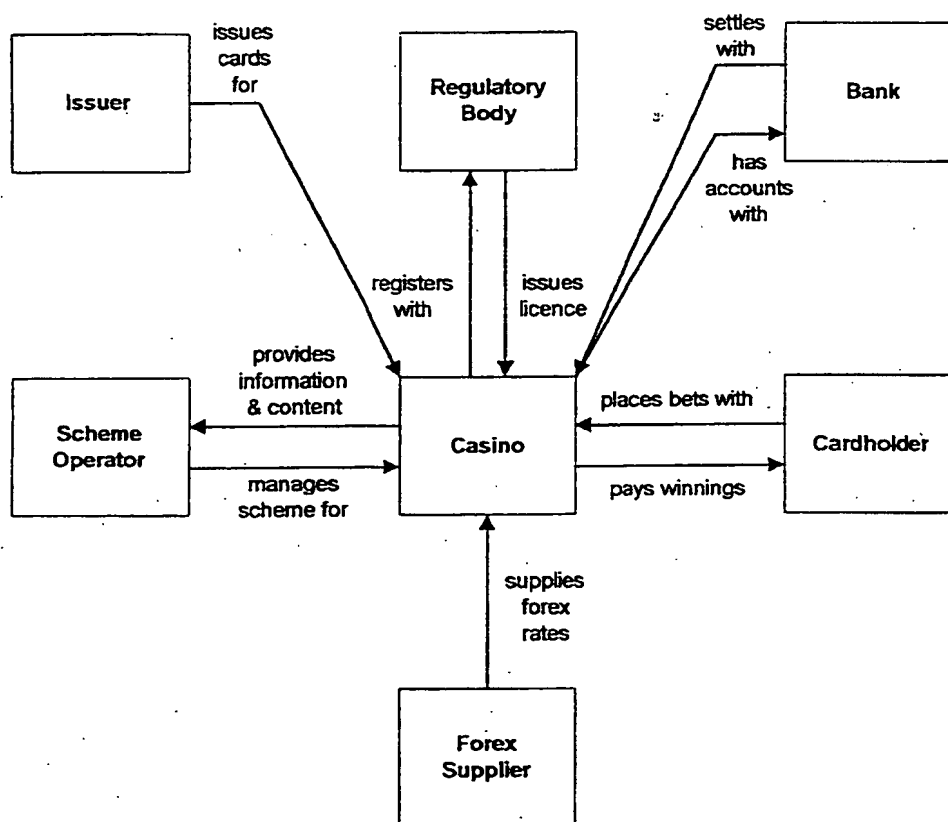 issues
cards
for
settles
with
Issuer
Regulatory
Body
Bank
has
accounts
with
registers
with
issues
licence
provides
information
& content
places bets with
Scheme
Operator
Casino
Cardholder
manages
scheme for
pays winnings
supplies
forex
rates
Forex
Supplier